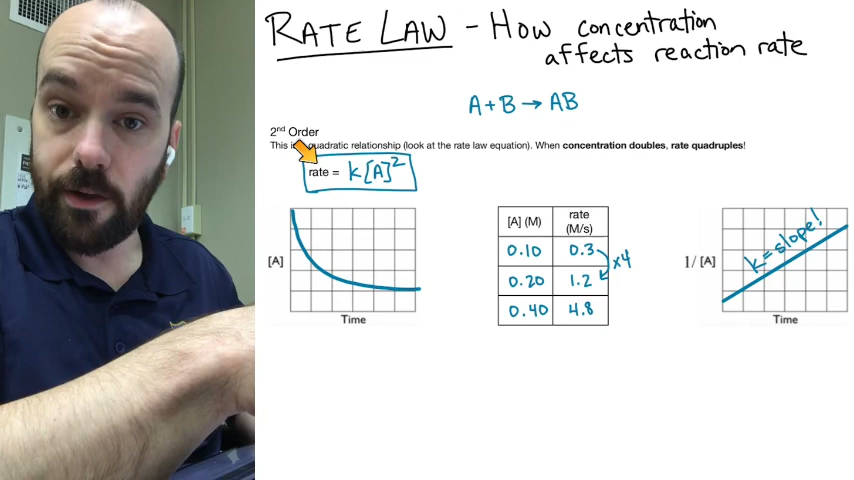 RATE LAW - How concentration
affects reaction rate
A + B → AB
2nd Order
This is quadratic relationship (look at the rate law equation). When concentration doubles, rate quadruples!
rate = k[A]²
[A]
Time
[A] (M) rate (M/s)
0.10 0.3
0.20 1.2
0.40 4.8
x4
1/[A]
k = slope!
Time